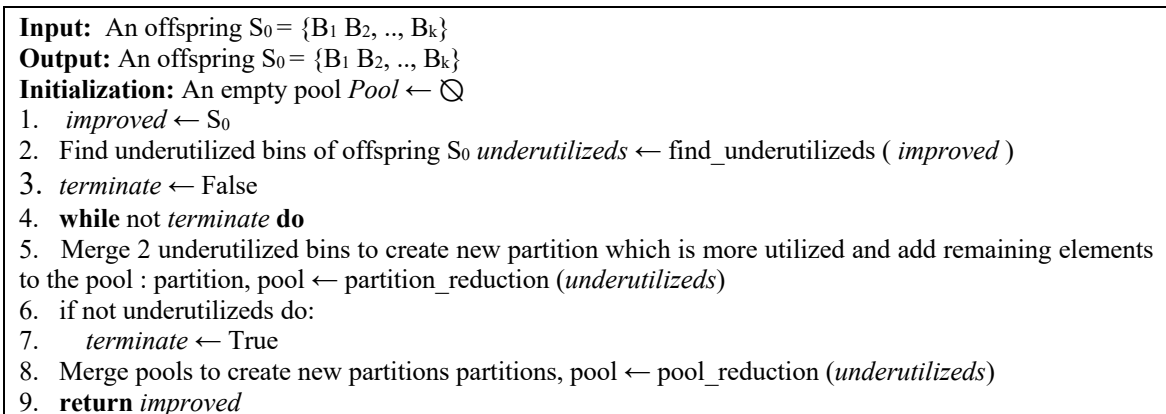 Input: An offspring S₀ = {B₁ B₂, .., Bₖ}
Output: An offspring S₀ = {B₁ B₂, .., Bₖ}
Initialization: An empty pool Pool ← ⦰
1. improved ← S₀
2. Find underutilized bins of offspring S₀ underutilizeds ← find_underutilizeds ( improved )
3. terminate ← False
4. while not terminate do
5. Merge 2 underutilized bins to create new partition which is more utilized and add remaining elements
to the pool : partition, pool ← partition_reduction (underutilizeds)
6. if not underutilizeds do:
7. terminate ← True
8. Merge pools to create new partitions partitions, pool ← pool_reduction (underutilizeds)
9. return improved